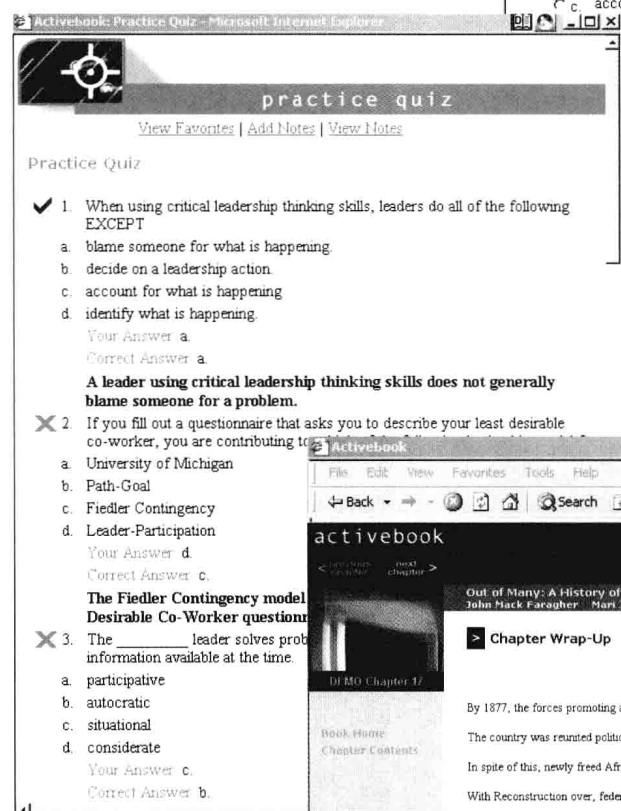 c. acco
Activebook: Practice Quiz - Microsoft Internet Explorer
practice quiz
View Favorites | Add Notes | View Notes
Practice Quiz
1. When using critical leadership thinking skills, leaders do all of the following
EXCEPT
a. blame someone for what is happening.
b. decide on a leadership action.
c. account for what is happening
d. identify what is happening.
Your Answer a.
Correct Answer a.
A leader using critical leadership thinking skills does not generally
blame someone for a problem.
2. If you fill out a questionnaire that asks you to describe your least desirable
co-worker, you are contributing to
a. University of Michigan
b. Path-Goal
c. Fiedler Contingency
d. Leader-Participation
Your Answer d.
Correct Answer c.
The Fiedler Contingency model
Desirable Co-Worker questionn
3. The ________ leader solves prob
information available at the time.
a. participative
b. autocratic
c. situational
d. considerate
Your Answer c.
Correct Answer b.
Activebook
File Edit View Favorites Tools Help
Back Search
activebook
< previous chapter next chapter >
Out of Many: A History of
John Mack Faragher Mari
> Chapter Wrap-Up
DEMO Chapter 17
Book Home
Chapter Contents
By 1877, the forces promoting a
The country was reunited politic
In spite of this, newly freed Afr
With Reconstruction over, feder